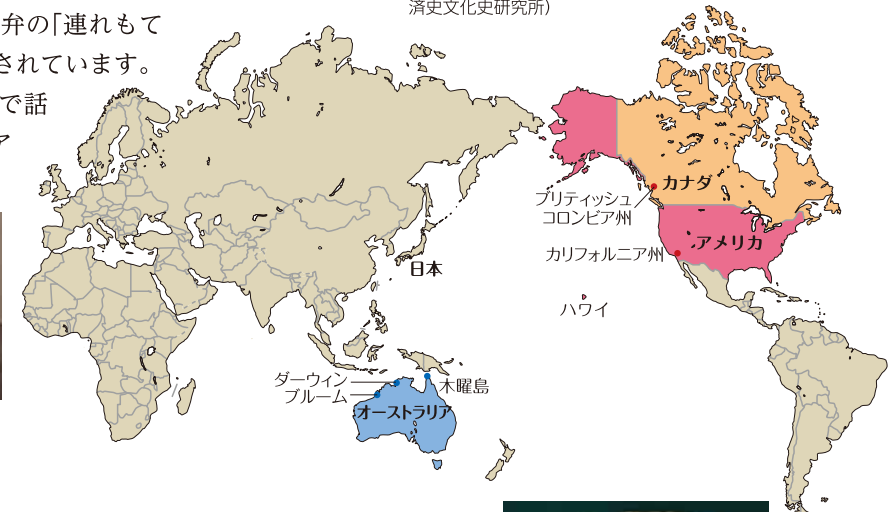 済史文化史研究所）
弁の「連れもて
されています。
で話
カナダ
ブリティッシュ
コロンビア州
アメリカ
カリフォルニア州
日本
ハワイ
ダーウィン
ブルーム
木曜島
オーストラリア